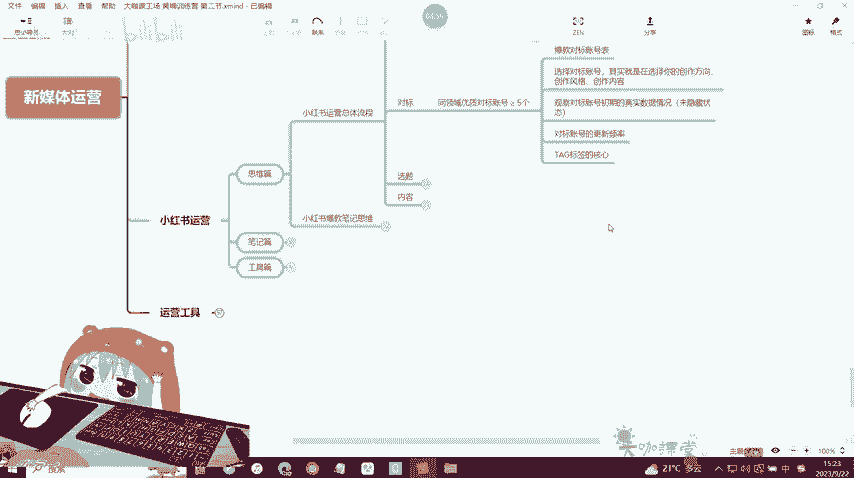 文件 编辑 插入 查看 帮助 大咖课工场 黄埔训练营 第二节.xmind - 已编辑
bilibili
联系
ZEN
分享
图标
格式
新媒体运营
爆款对标账号表
选择对标账号，其实就是在选择你的创作方向、
创作风格、创作内容
小红书运营总体流程
对标
同领域优质对标账号 ≥ 5个
观察对标账号初期的真实数据情况（未隐藏状
态）
对标账号的更新频率
TAG标签的核心
思维篇
选题
内容
小红书运营
小红书爆款笔记思维
笔记篇
工具篇
运营工具
大咖課堂
100%
搜索
21°C 多云
中
15:23
2023/9/22